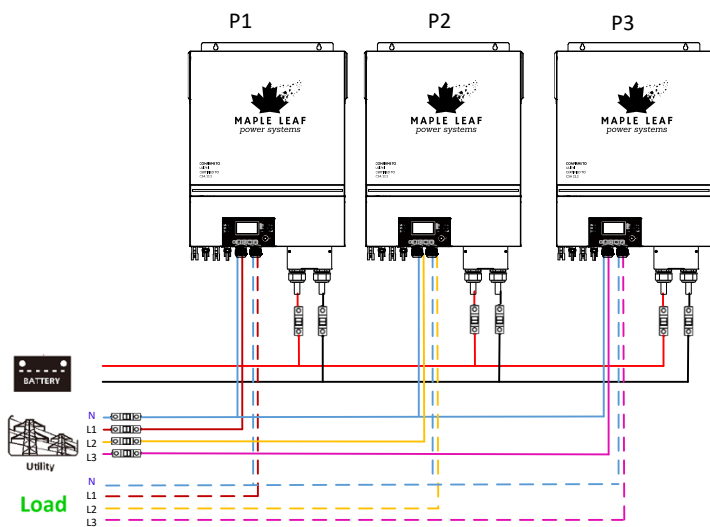 P1
P2
P3
MAPLE LEAF
power systems
MAPLE LEAF
power systems
MAPLE LEAF
power systems
BATTERY
N
L1
L2
L3
Utility
N
L1
L2
L3
Load